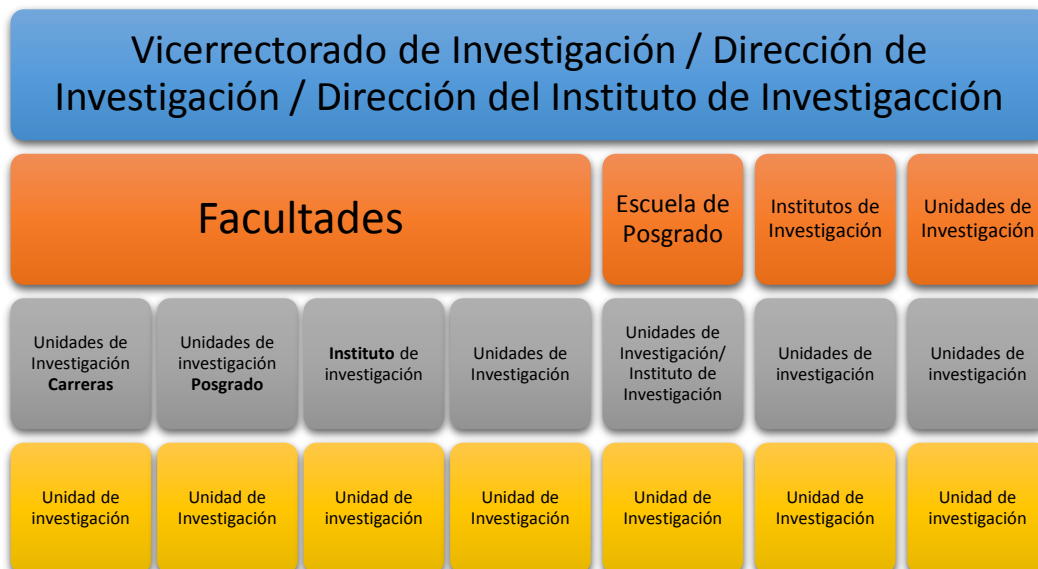 Vicerrectorado de Investigación / Dirección de
Investigación / Dirección del Instituto de Investigacción
Facultades
Escuela de
Posgrado
Institutos de
Investigación
Unidades de
Investigación
Unidades de
Investigación
Carreras
Unidades de
investigación
Posgrado
Instituto de
investigación
Unidades de
Investigación
Unidades de
Investigación/
Instituto de
Investigación
Unidades de
investigación
Unidades de
investigación
Unidad de
investigación
Unidad de
Investigación
Unidad de
investigación
Unidad de
Investigación
Unidad de
Investigación
Unidad de
Investigación
Unidad de
investigación